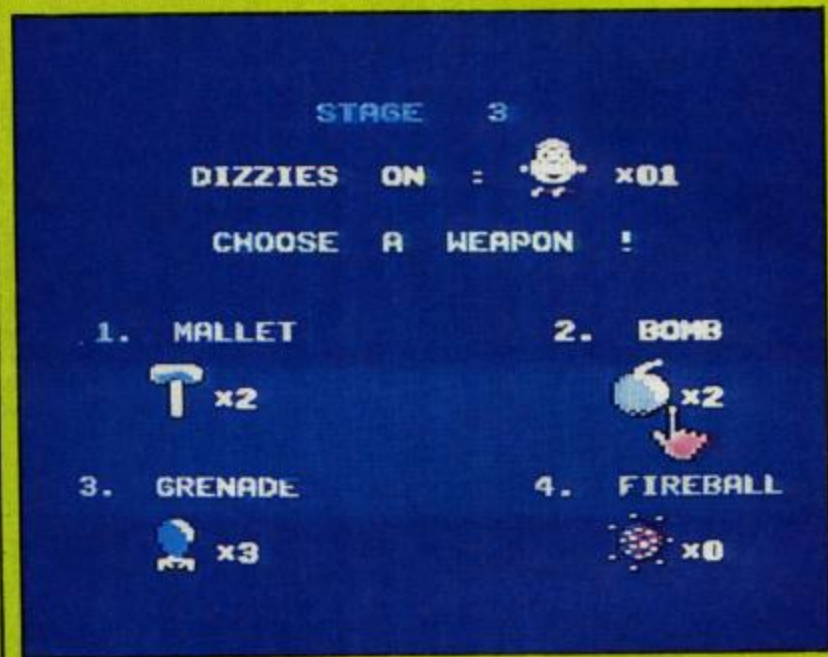 STAGE 3
DIZZIES ON : ×01
CHOOSE A WEAPON !
1. MALLET 2. BOMB
×2 ×2
3. GRENADE 4. FIREBALL
×3 ×0